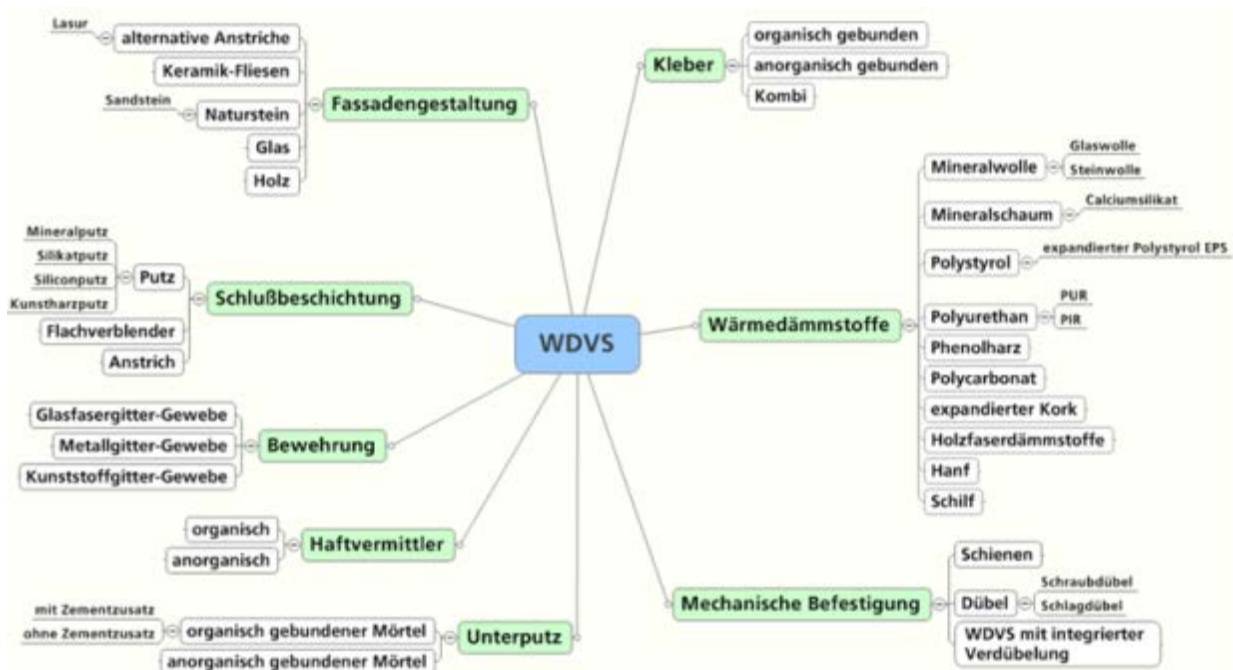 Lasur
alternative Anstriche
Keramik-Fliesen
Sandstein
Naturstein
Glas
Holz
Fassadengestaltung
Mineralputz
Silikatputz
Siliconputz
Kunstharzputz
Putz
Flachverblender
Anstrich
Schlußbeschichtung
Glasfasergitter-Gewebe
Metallgitter-Gewebe
Kunststoffgitter-Gewebe
Bewehrung
organisch
anorganisch
Haftvermittler
mit Zementzusatz
ohne Zementzusatz
organisch gebundener Mörtel
anorganisch gebundener Mörtel
Unterputz
WDVS
Kleber
organisch gebunden
anorganisch gebunden
Kombi
Wärmedämmstoffe
Mineralwolle
Glaswolle
Steinwolle
Mineralschaum
Calciumsilikat
Polystyrol
expandierter Polystyrol EPS
Polyurethan
PUR
PIR
Phenolharz
Polycarbonat
expandierter Kork
Holzfaserdämmstoffe
Hanf
Schilf
Mechanische Befestigung
Schienen
Dübel
Schraubdübel
Schlagdübel
WDVS mit integrierter
Verdübelung